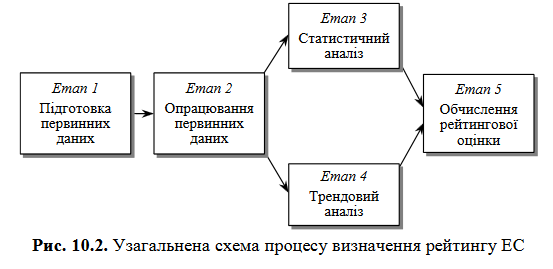 Етап 1
Підготовка
первинних
даних
Етап 2
Опрацювання
первинних
даних
Етап 3
Статистичний
аналіз
Етап 4
Трендовий
аналіз
Етап 5
Обчислення
рейтингової
оцінки
Рис. 10.2. Узагальнена схема процесу визначення рейтингу ЕС